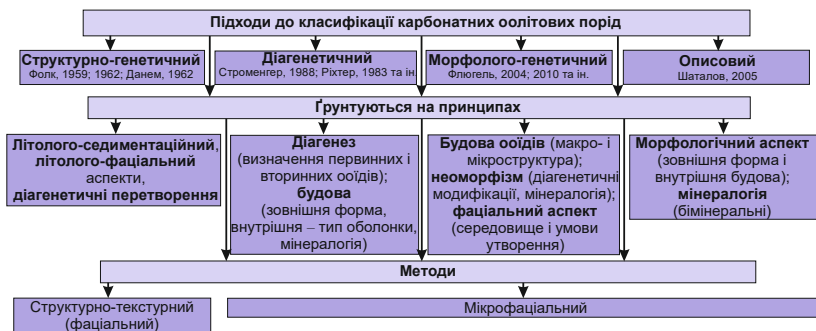 Підходи до класифікації карбонатних оолітових порід
Структурно-генетичний
Фолк, 1959; 1962; Данем, 1962
Діагенетичний
Строменгер, 1988; Ріхтер, 1983 та ін.
Морфолого-генетичний
Флюгель, 2004; 2010 та ін.
Описовий
Шаталов, 2005
Ґрунтуються на принципах
Літолого-седиментаційний,
літолого-фаціальний
аспекти,
діагенетичні перетворення
Діагенез
(визначення первинних і
вторинних ооїдів);
будова
(зовнішня форма,
внутрішня – тип оболонки,
мінералогія)
Будова ооїдів (макро- і
мікроструктура);
неоморфізм (діагенетичні
модифікації, мінералогія);
фаціальний аспект
(середовище і умови
утворення)
Морфологічний аспект
(зовнішня форма і
внутрішня будова);
мінералогія
(бімінеральні)
Методи
Структурно-текстурний
(фаціальний)
Мікрофаціальний